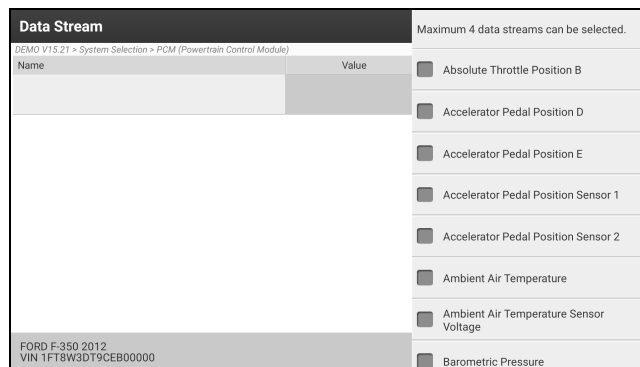 Data Stream
DEMO V15.21 > System Selection > PCM (Powertrain Control Module)
Name Value
FORD F-350 2012
VIN 1FT8W3DT9CEB00000
Maximum 4 data streams can be selected.
Absolute Throttle Position B
Accelerator Pedal Position D
Accelerator Pedal Position E
Accelerator Pedal Position Sensor 1
Accelerator Pedal Position Sensor 2
Ambient Air Temperature
Ambient Air Temperature Sensor
Voltage
Barometric Pressure